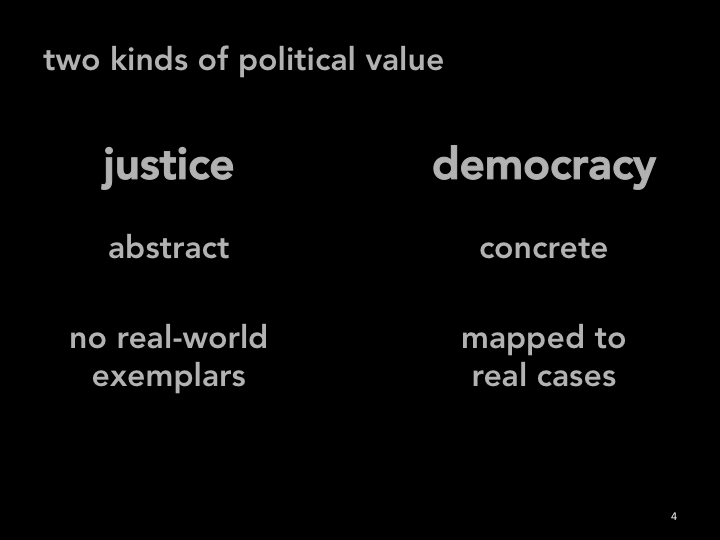 two kinds of political value
justice
democracy
abstract
concrete
no real-world
exemplars
mapped to
real cases
4